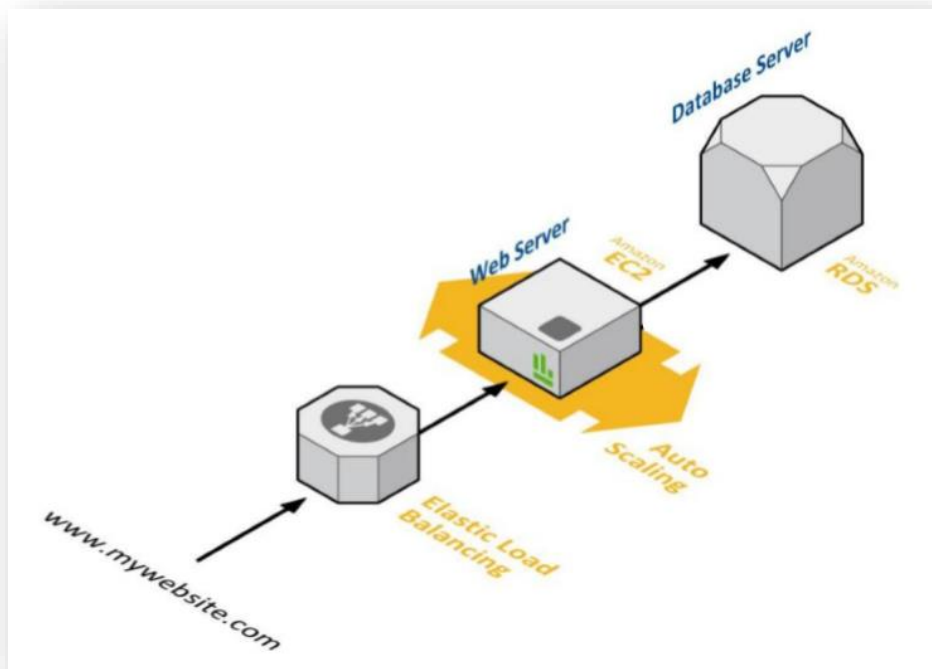 Database Server
Amazon
RDS
Web Server
Amazon
EC2
Auto
Scaling
Elastic Load
Balancing
www.mywebsite.com